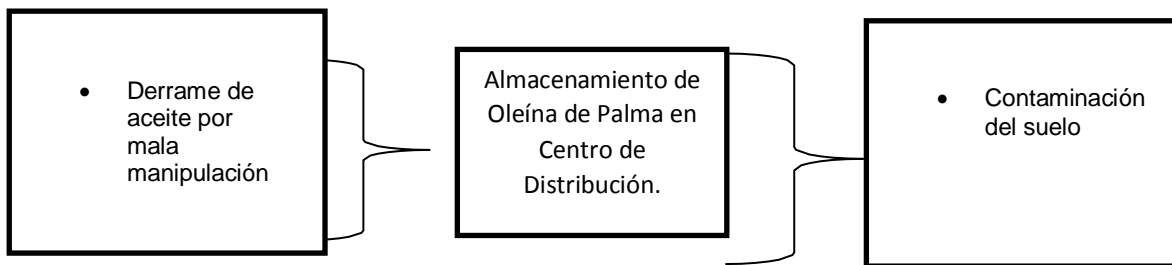 • Derrame de
aceite por
mala
manipulación
Almacenamiento de
Oleína de Palma en
Centro de
Distribución.
• Contaminación
del suelo